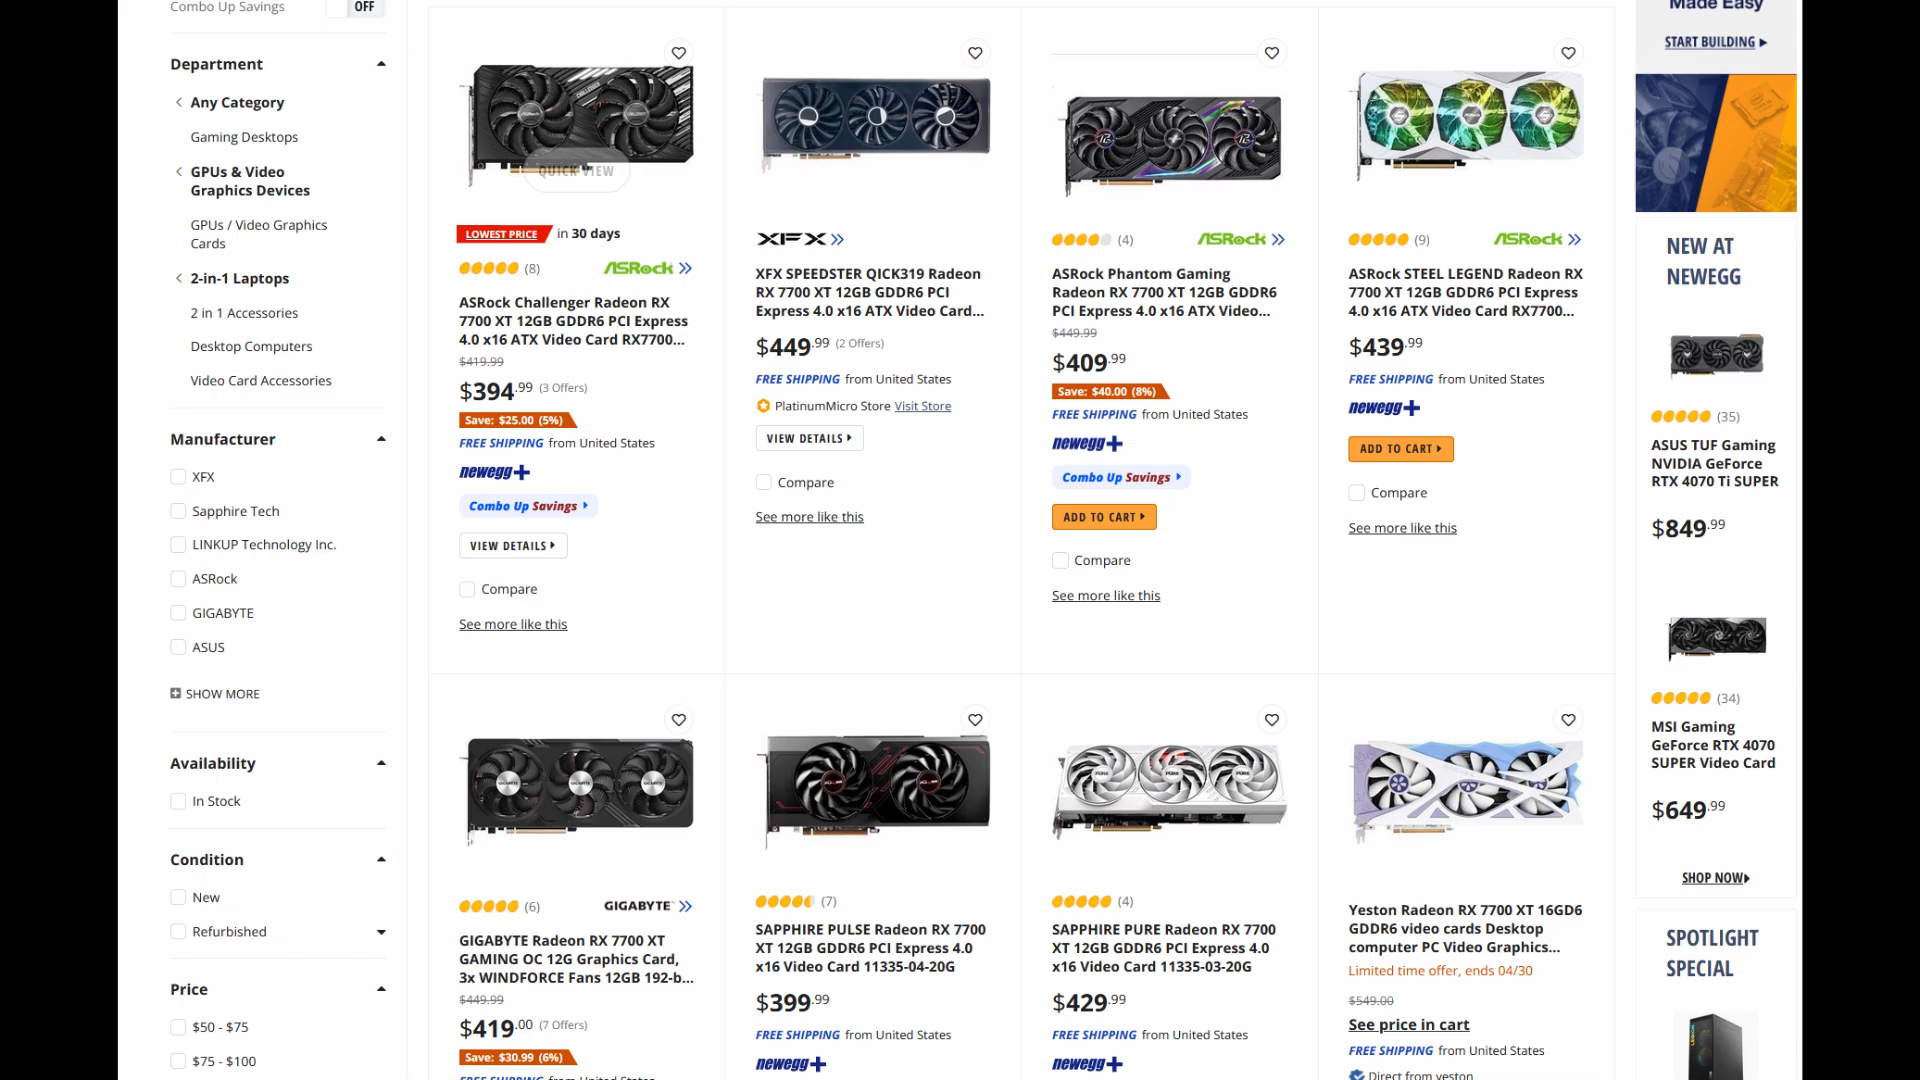 Combo Up Savings
OFF
Department
Any Category
Gaming Desktops
GPUs & Video
Graphics Devices
GPUs / Video Graphics
Cards
2-in-1 Laptops
2 in 1 Accessories
Desktop Computers
Video Card Accessories
Manufacturer
XFX
Sapphire Tech
LINKUP Technology Inc.
ASRock
GIGABYTE
ASUS
SHOW MORE
Availability
In Stock
Condition
New
Refurbished
Price
$50 - $75
$75 - $100
QUICK VIEW
LOWEST PRICE in 30 days
(8)
ASRock
ASRock Challenger Radeon RX
7700 XT 12GB GDDR6 PCI Express
4.0 x16 ATX Video Card RX7700...
$419.99
$394.99 (3 Offers)
Save: $25.00 (5%)
FREE SHIPPING from United States
newegg+
Combo Up Savings
VIEW DETAILS
Compare
See more like this
XFX
XFX SPEEDSTER QICK319 Radeon
RX 7700 XT 12GB GDDR6 PCI
Express 4.0 x16 ATX Video Card...
$449.99 (2 Offers)
FREE SHIPPING from United States
PlatinumMicro Store Visit Store
VIEW DETAILS
Compare
See more like this
(4)
ASRock
ASRock Phantom Gaming
Radeon RX 7700 XT 12GB GDDR6
PCI Express 4.0 x16 ATX Video...
$449.99
$409.99
Save: $40.00 (8%)
FREE SHIPPING from United States
newegg+
Combo Up Savings
ADD TO CART
Compare
See more like this
(9)
ASRock
ASRock STEEL LEGEND Radeon RX
7700 XT 12GB GDDR6 PCI Express
4.0 x16 ATX Video Card RX7700...
$439.99
FREE SHIPPING from United States
newegg+
ADD TO CART
Compare
See more like this
(6)
GIGABYTE
GIGABYTE Radeon RX 7700 XT
GAMING OC 12G Graphics Card,
3x WINDFORCE Fans 12GB 192-b...
$449.99
$419.00 (7 Offers)
Save: $30.99 (6%)
FREE SHIPPING from United States
(7)
SAPPHIRE PULSE Radeon RX 7700
XT 12GB GDDR6 PCI Express 4.0
x16 Video Card 11335-04-20G
$399.99
FREE SHIPPING from United States
newegg+
(4)
SAPPHIRE PURE Radeon RX 7700
XT 12GB GDDR6 PCI Express 4.0
x16 Video Card 11335-03-20G
$429.99
FREE SHIPPING from United States
newegg+
Yeston Radeon RX 7700 XT 16GD6
GDDR6 video cards Desktop
computer PC Video Graphics...
Limited time offer, ends 04/30
$549.00
See price in cart
FREE SHIPPING from United States
Direct from yeston
Made Easy
START BUILDING
NEW AT
NEWEGG
(35)
ASUS TUF Gaming
NVIDIA GeForce
RTX 4070 Ti SUPER
$849.99
(34)
MSI Gaming
GeForce RTX 4070
SUPER Video Card
$649.99
SHOP NOW
SPOTLIGHT
SPECIAL